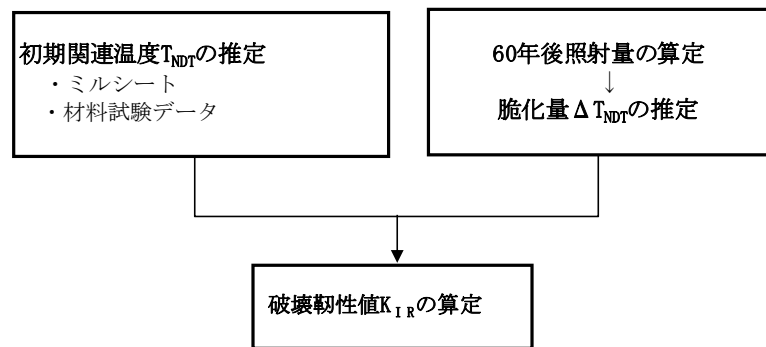 初期関連温度TNDTの推定
・ミルシート
・材料試験データ
60年後照射量の算定
↓
脆化量ΔTNDTの推定
破壊靭性値KIRの算定